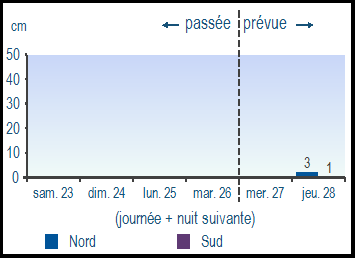 passée prévue
cm
50
40
30
20
10
0
3 1
sam. 23 dim. 24 lun. 25 mar. 26 mer. 27 jeu. 28
(journée + nuit suivante)
Nord Sud